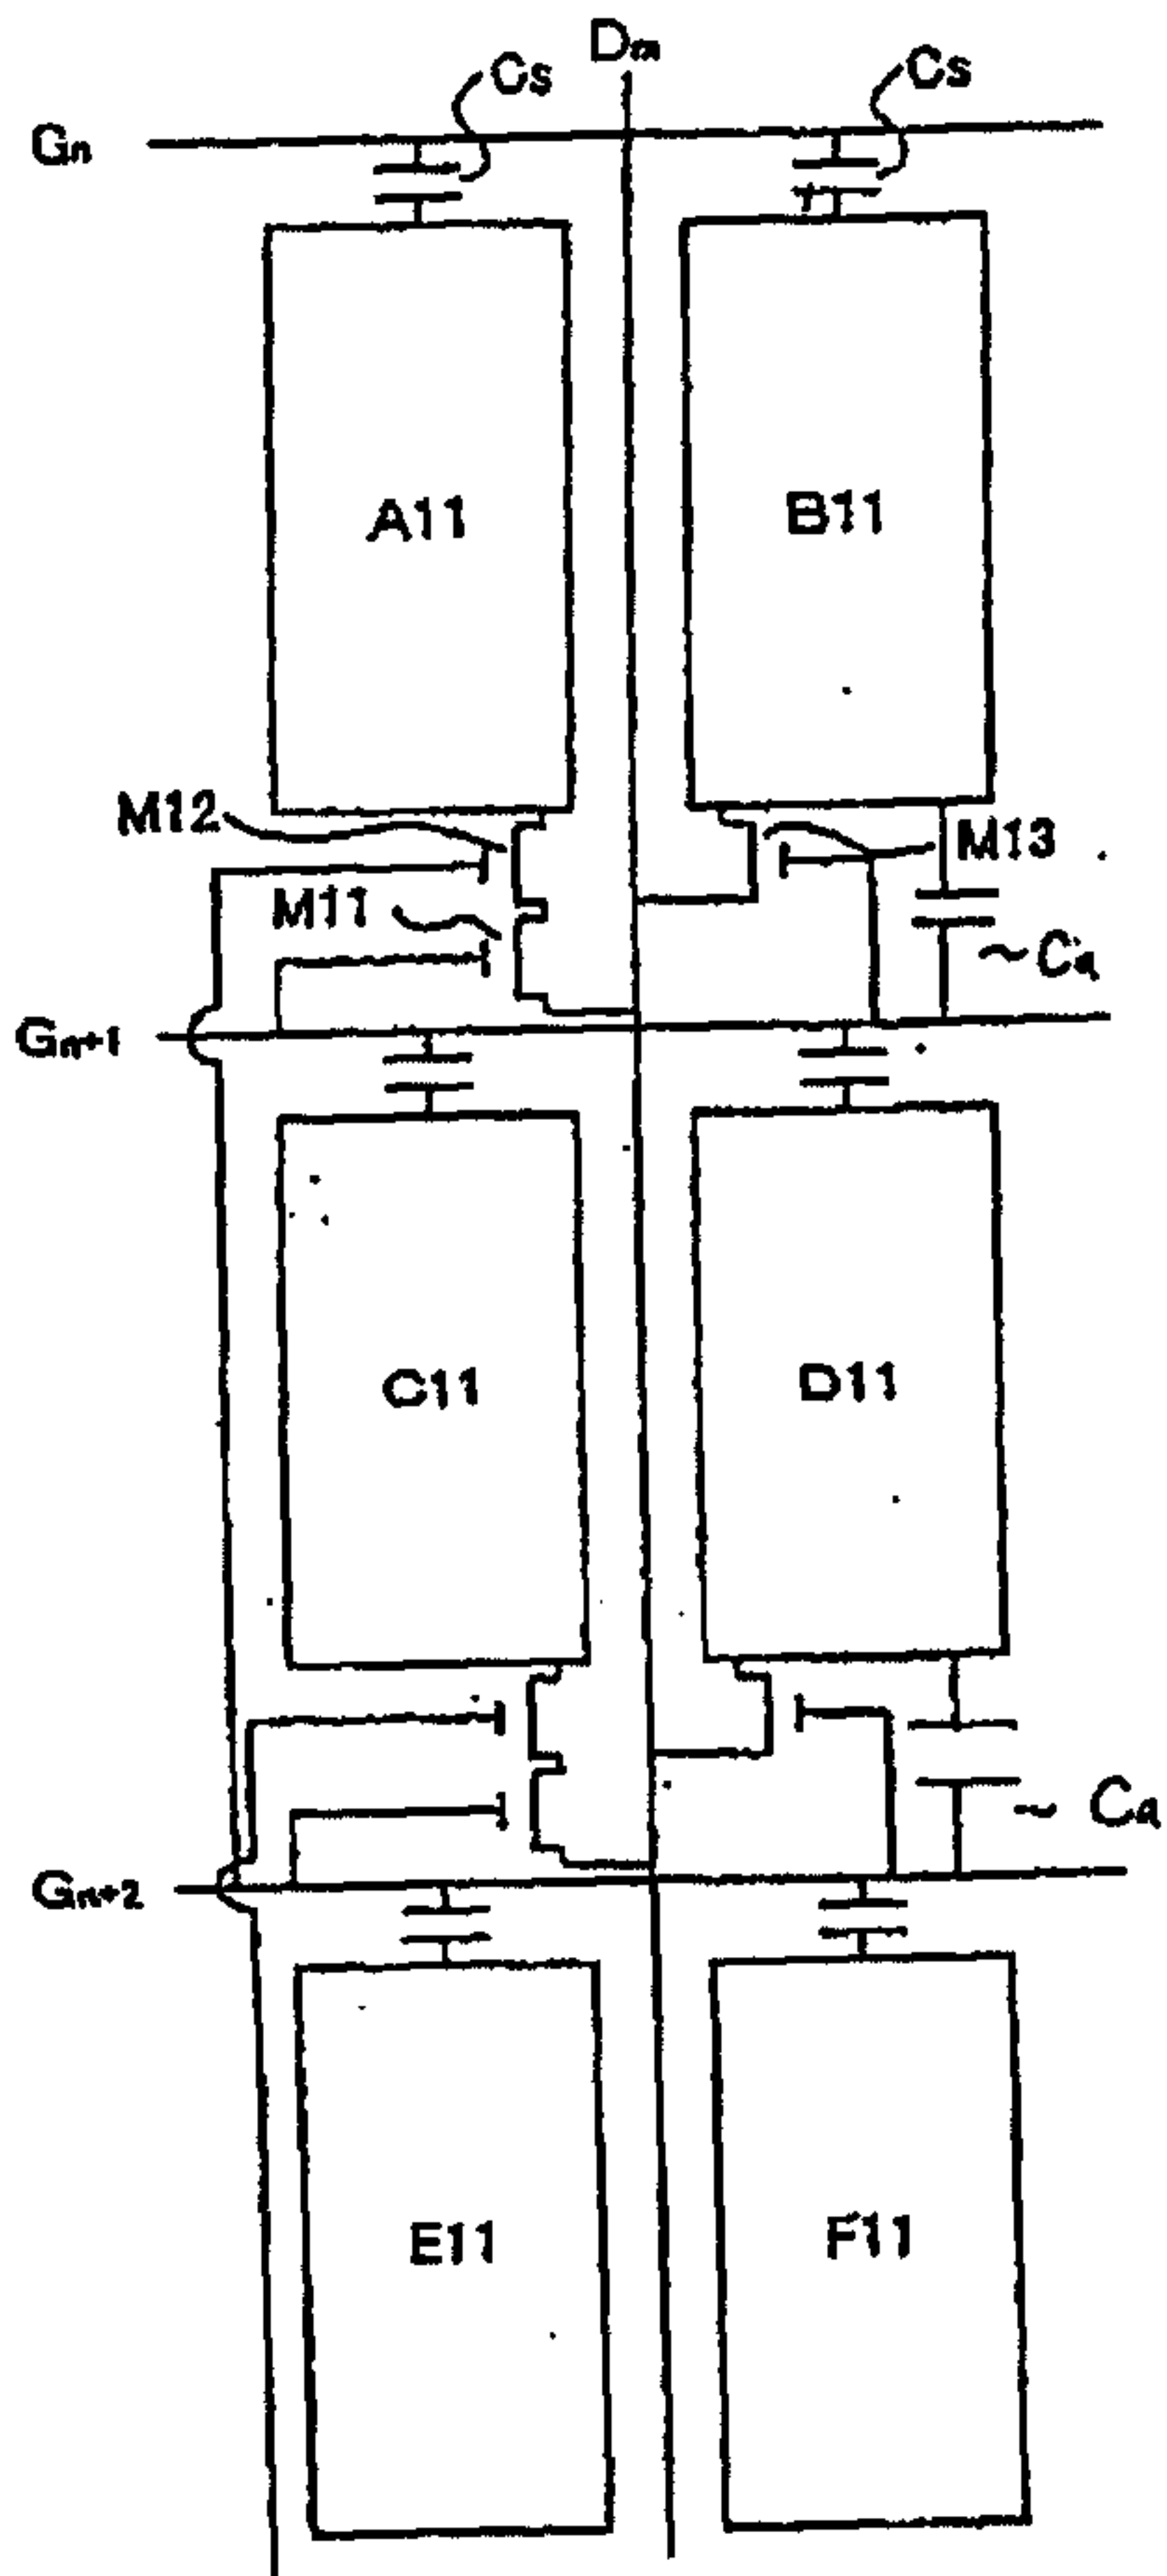 Dm
Cs
Cs
Gn
A11
B11
M12
M13
M11
~Ca
Gn+1
C11
D11
~ Ca
Gn+2
E11
F11